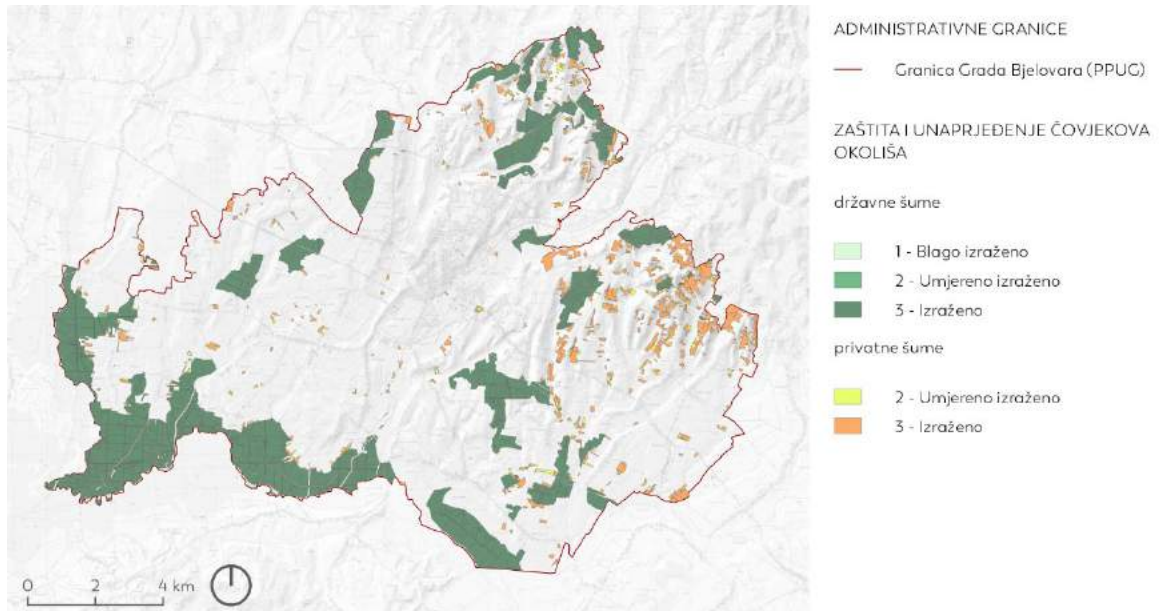 ADMINISTRATIVNE GRANICE
Granica Grada Bjelovara (PPUG)
ZAŠTITA I UNAPRJEĐENJE ČOVJEKOVA
OKOLIŠA
državne šume
1 - Blago izraženo
2 - Umjereno izraženo
3 - Izraženo
privatne šume
2 - Umjereno izraženo
3 - Izraženo
0 2 4 km